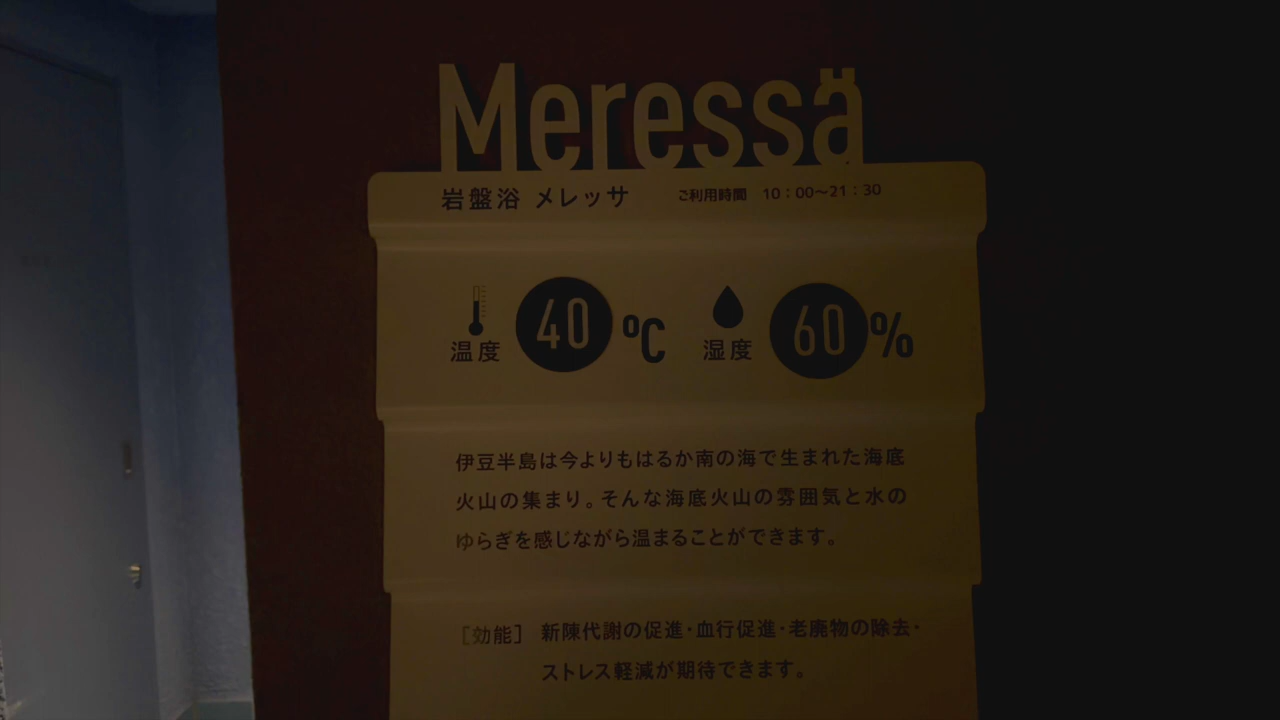 Meressä
岩盤浴 メレッサ ご利用時間 10：00〜21：30
温度 40℃ 湿度 60%
伊豆半島は今よりもはるか南の海で生まれた海底
火山の集まり。そんな海底火山の雰囲気と水の
ゆらぎを感じながら温まることができます。
［効能］ 新陳代謝の促進・血行促進・老廃物の除去・
ストレス軽減が期待できます。